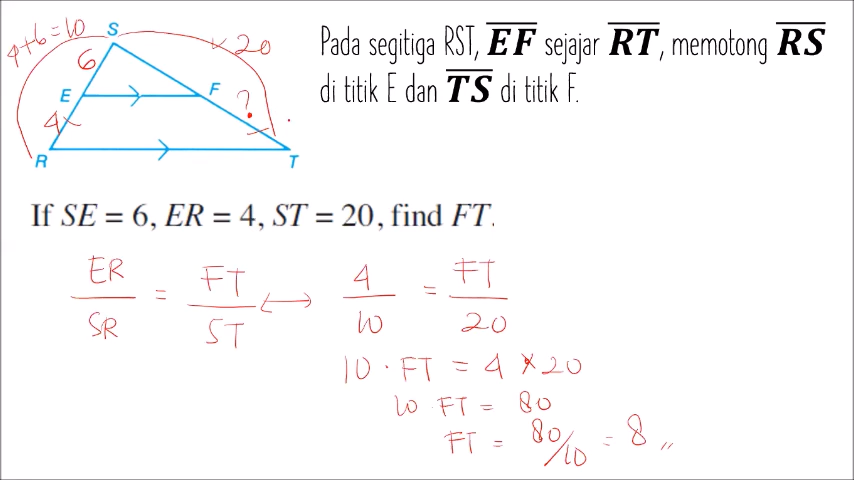 4+6=10
S
20
6
E
F
?
4
R
T
Pada segitiga RST, EF sejajar RT, memotong RS
di titik E dan TS di titik F.
If SE = 6, ER = 4, ST = 20, find FT.
ER/SR = FT/ST ↔ 4/10 = FT/20
10 · FT = 4 × 20
10 FT = 80
FT = 80/10 = 8 //